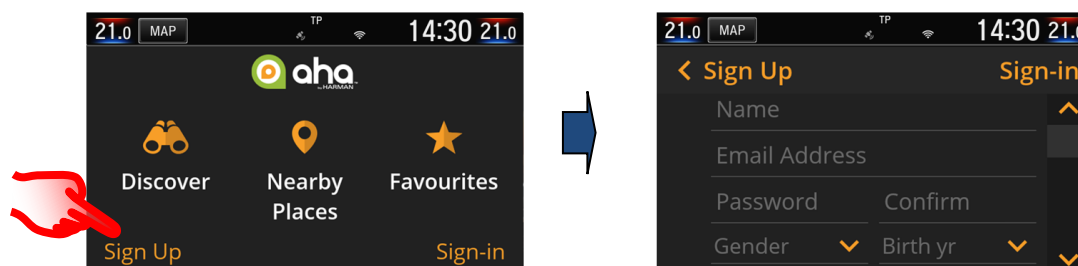 21.0 MAP TP 14:30 21.0
aha
by HARMAN
Discover Nearby Places Favourites
Sign Up Sign-in
21.0 MAP TP 14:30 21.0
Sign Up Sign-in
Name
Email Address
Password Confirm
Gender Birth yr